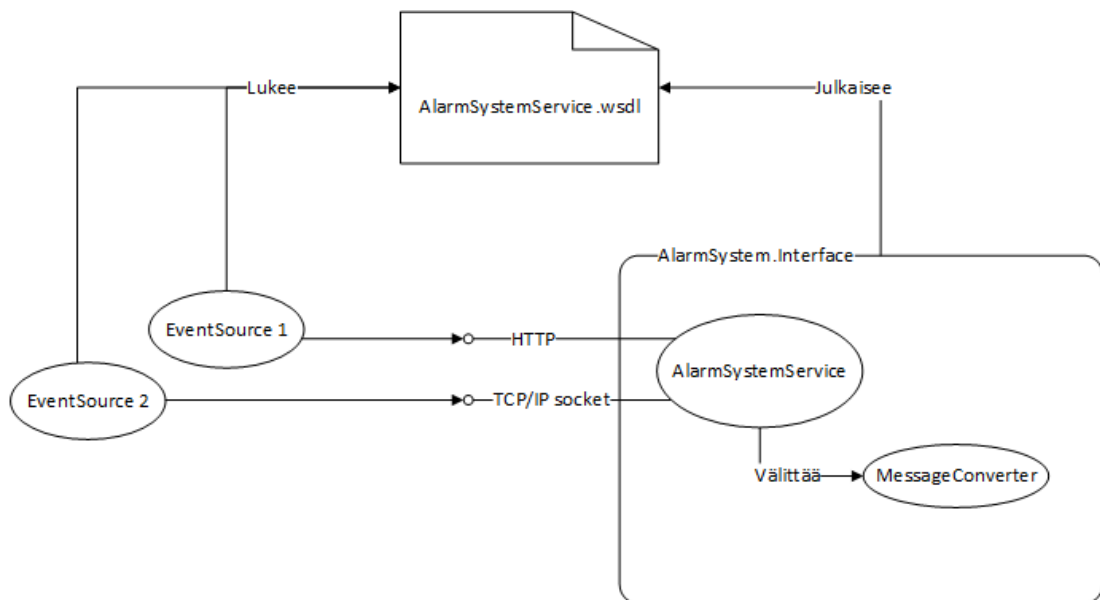 Lukee
Julkaisee
AlarmSystemService.wsdl
AlarmSystem.Interface
EventSource 1
HTTP
AlarmSystemService
EventSource 2
TCP/IP socket
Välittää
MessageConverter